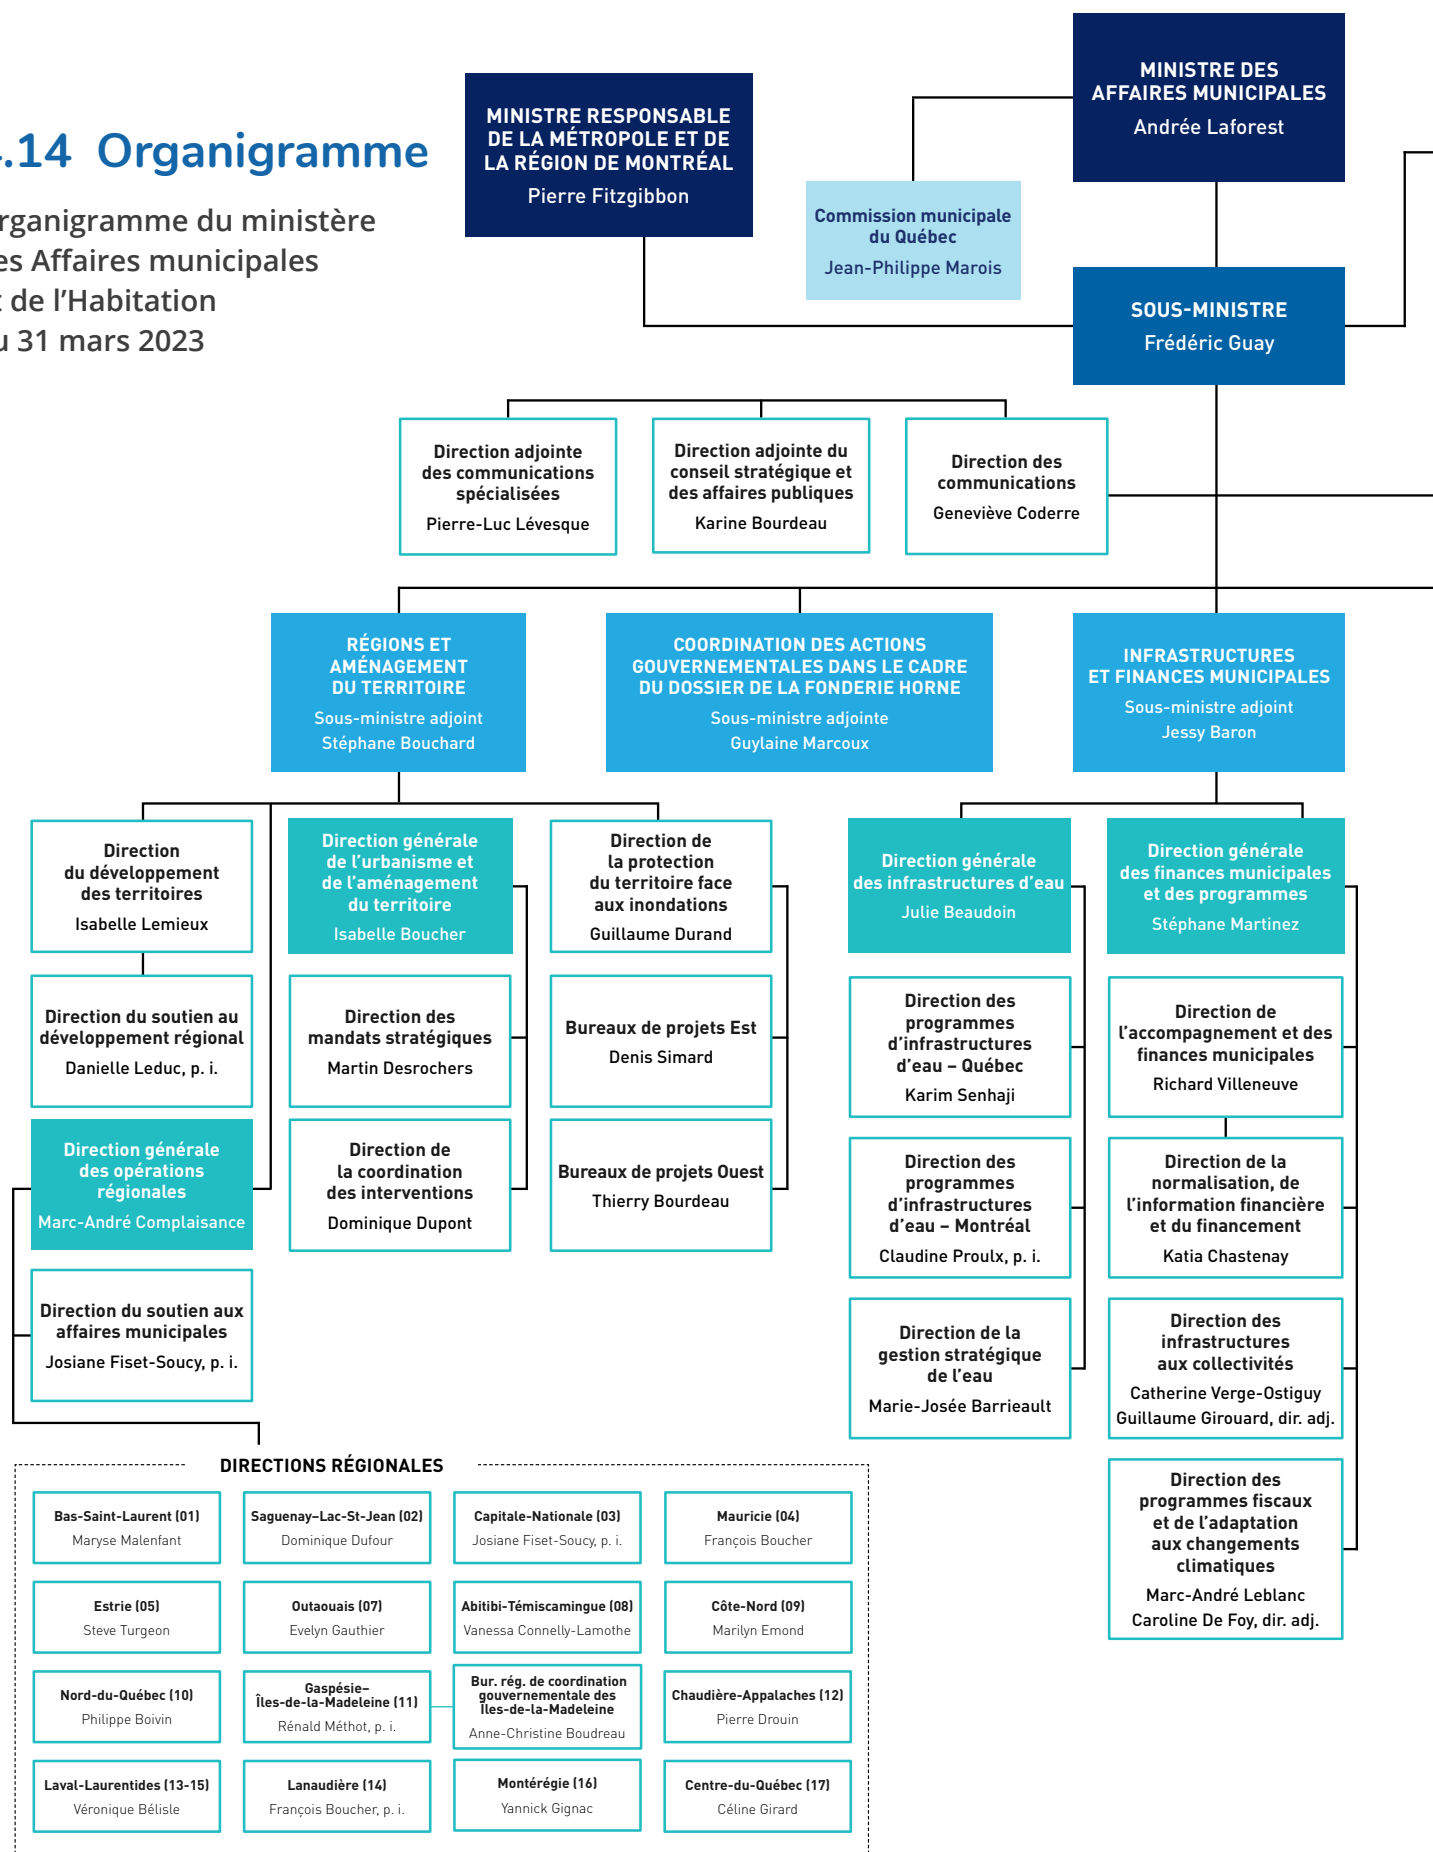 .14 Organigramme
rganigramme du ministère
es Affaires municipales
t de l’Habitation
u 31 mars 2023
MINISTRE RESPONSABLE
DE LA MÉTROPOLE ET DE
LA RÉGION DE MONTRÉAL
Pierre Fitzgibbon
MINISTRE DES
AFFAIRES MUNICIPALES
Andrée Laforest
Commission municipale
du Québec
Jean-Philippe Marois
SOUS-MINISTRE
Frédéric Guay
Direction adjointe
des communications
spécialisées
Pierre-Luc Lévesque
Direction adjointe du
conseil stratégique et
des affaires publiques
Karine Bourdeau
Direction des
communications
Geneviève Coderre
RÉGIONS ET
AMÉNAGEMENT
DU TERRITOIRE
Sous-ministre adjoint
Stéphane Bouchard
COORDINATION DES ACTIONS
GOUVERNEMENTALES DANS LE CADRE
DU DOSSIER DE LA FONDERIE HORNE
Sous-ministre adjointe
Guylaine Marcoux
INFRASTRUCTURES
ET FINANCES MUNICIPALES
Sous-ministre adjoint
Jessy Baron
Direction
du développement
des territoires
Isabelle Lemieux
Direction générale
de l’urbanisme et
de l’aménagement
du territoire
Isabelle Boucher
Direction de
la protection
du territoire face
aux inondations
Guillaume Durand
Direction générale
des infrastructures d’eau
Julie Beaudoin
Direction générale
des finances municipales
et des programmes
Stéphane Martinez
Direction du soutien au
développement régional
Danielle Leduc, p. i.
Direction des
mandats stratégiques
Martin Desrochers
Bureaux de projets Est
Denis Simard
Direction des
programmes
d’infrastructures
d’eau – Québec
Karim Senhaji
Direction de
l’accompagnement et des
finances municipales
Richard Villeneuve
Direction générale
des opérations
régionales
Marc-André Complaisance
Direction de
la coordination
des interventions
Dominique Dupont
Bureaux de projets Ouest
Thierry Bourdeau
Direction des
programmes
d’infrastructures
d’eau – Montréal
Claudine Proulx, p. i.
Direction de la
normalisation, de
l’information financière
et du financement
Katia Chastenay
Direction du soutien aux
affaires municipales
Josiane Fiset-Soucy, p. i.
Direction de la
gestion stratégique
de l’eau
Marie-Josée Barrieault
Direction des
infrastructures
aux collectivités
Catherine Verge-Ostiguy
Guillaume Girouard, dir. adj.
Direction des
programmes fiscaux
et de l’adaptation
aux changements
climatiques
Marc-André Leblanc
Caroline De Foy, dir. adj.
DIRECTIONS RÉGIONALES
Bas-Saint-Laurent (01)
Maryse Malenfant
Saguenay–Lac-St-Jean (02)
Dominique Dufour
Capitale-Nationale (03)
Josiane Fiset-Soucy, p. i.
Mauricie (04)
François Boucher
Estrie (05)
Steve Turgeon
Outaouais (07)
Evelyn Gauthier
Abitibi-Témiscamingue (08)
Vanessa Connelly-Lamothe
Côte-Nord (09)
Marilyn Emond
Nord-du-Québec (10)
Philippe Boivin
Gaspésie–
Îles-de-la-Madeleine (11)
Rénald Méthot, p. i.
Bur. rég. de coordination
gouvernementale des
Îles-de-la-Madeleine
Anne-Christine Boudreau
Chaudière-Appalaches (12)
Pierre Drouin
Laval-Laurentides (13-15)
Véronique Bélisle
Lanaudière (14)
François Boucher, p. i.
Montérégie (16)
Yannick Gignac
Centre-du-Québec (17)
Céline Girard